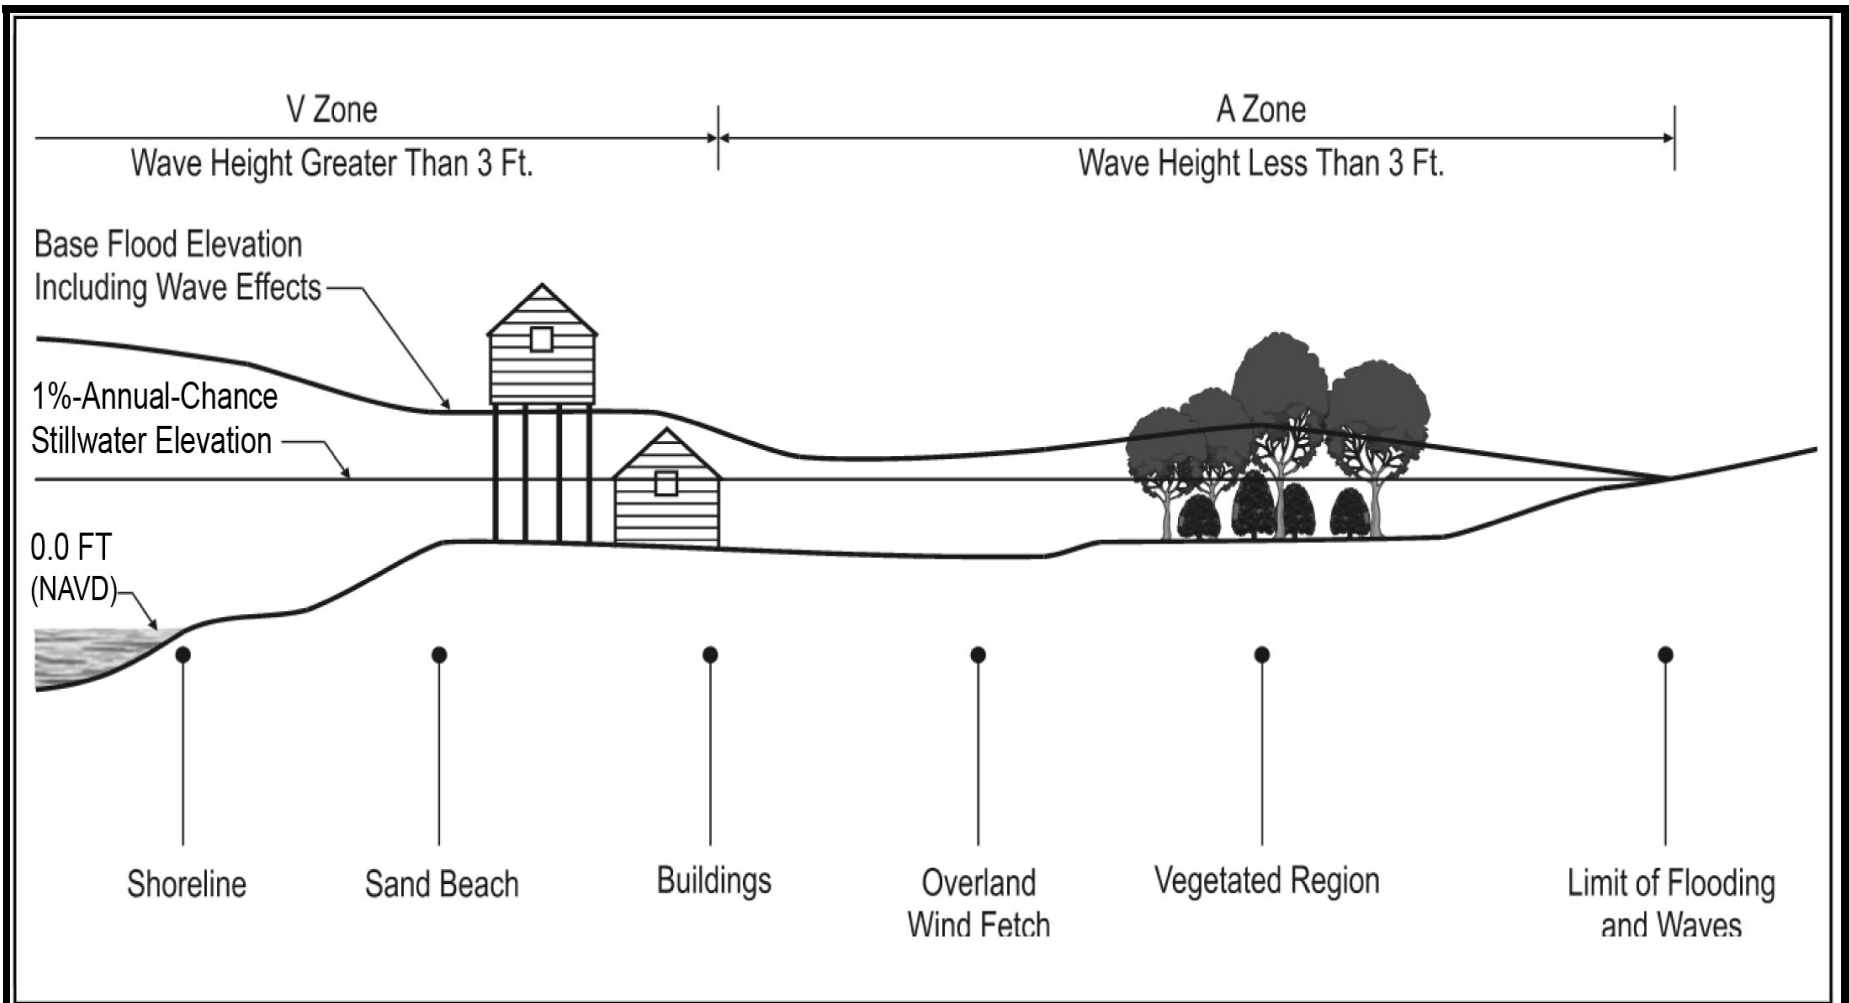 V Zone
Wave Height Greater Than 3 Ft.
A Zone
Wave Height Less Than 3 Ft.
Base Flood Elevation
Including Wave Effects
1%-Annual-Chance
Stillwater Elevation
0.0 FT
(NAVD)
Shoreline
Sand Beach
Buildings
Overland
Wind Fetch
Vegetated Region
Limit of Flooding
and Waves